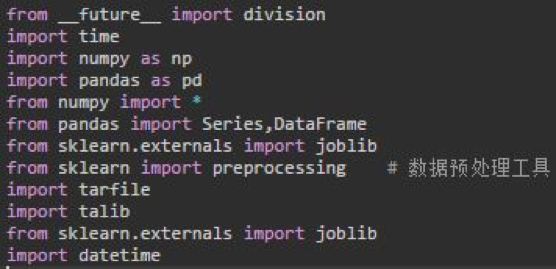 from __future__ import division
import time
import numpy as np
import pandas as pd
from numpy import *
from pandas import Series,DataFrame
from sklearn.externals import joblib
from sklearn import preprocessing    # 数据预处理工具
import tarfile
import talib
from sklearn.externals import joblib
import datetime